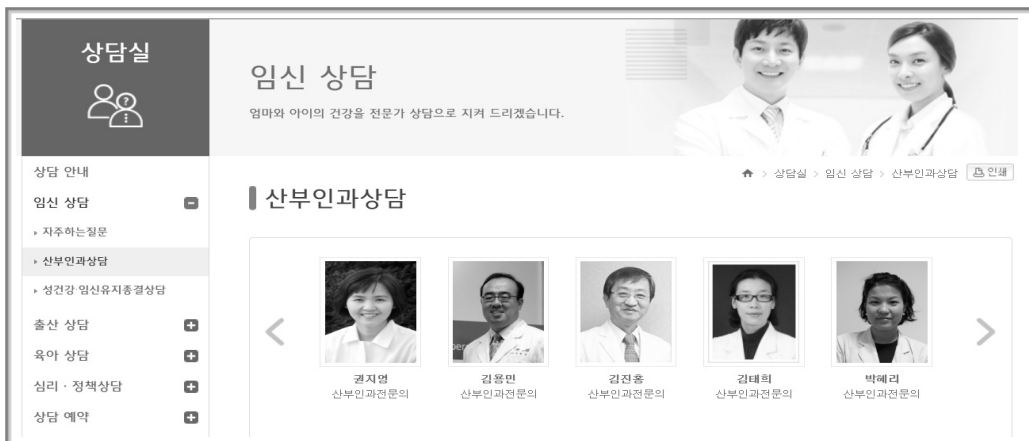 상담실
임신 상담
엄마와 아이의 건강을 전문가 상담으로 지켜 드리겠습니다.
상담 안내
임신 상담
자주하는질문
산부인과상담
성건강·임신유지종결상담
출산 상담
육아 상담
심리 · 정책상담
상담 예약
> 상담실 > 임신 상담 > 산부인과상담 인쇄
산부인과상담
권지영 김용민 김진홍 김태희 박혜리
산부인과전문의 산부인과전문의 산부인과전문의 산부인과전문의 산부인과전문의